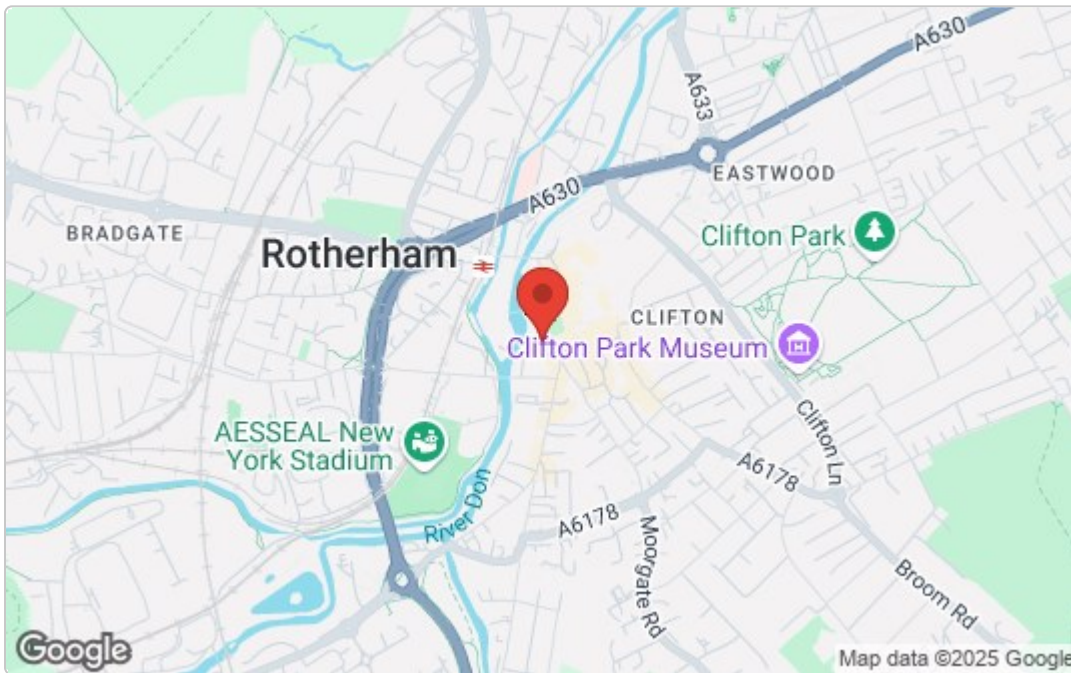 A630
A633
EASTWOOD
A630
BRADGATE
Clifton Park
Rotherham
CLIFTON
Clifton Park Museum
Clifton Ln
AESSEAL New
York Stadium
A6178
River Don
A6178
Moorgate Rd
Broom Rd
Google
Map data ©2025 Google